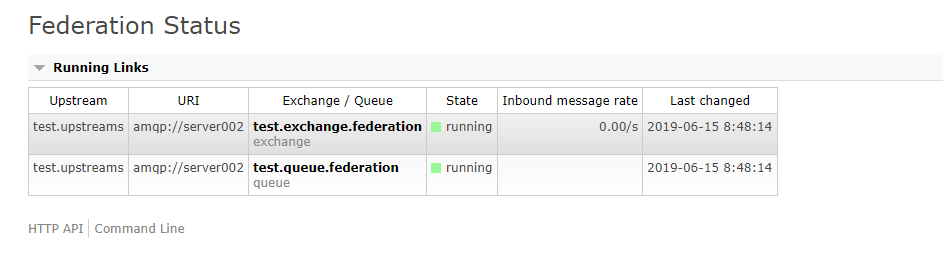 Federation Status
Running Links
Upstream URI Exchange / Queue State Inbound message rate Last changed
test.upstreams amqp://server002 test.exchange.federation running 0.00/s 2019-06-15 8:48:14
exchange
test.upstreams amqp://server002 test.queue.federation running 2019-06-15 8:48:14
queue
HTTP API Command Line